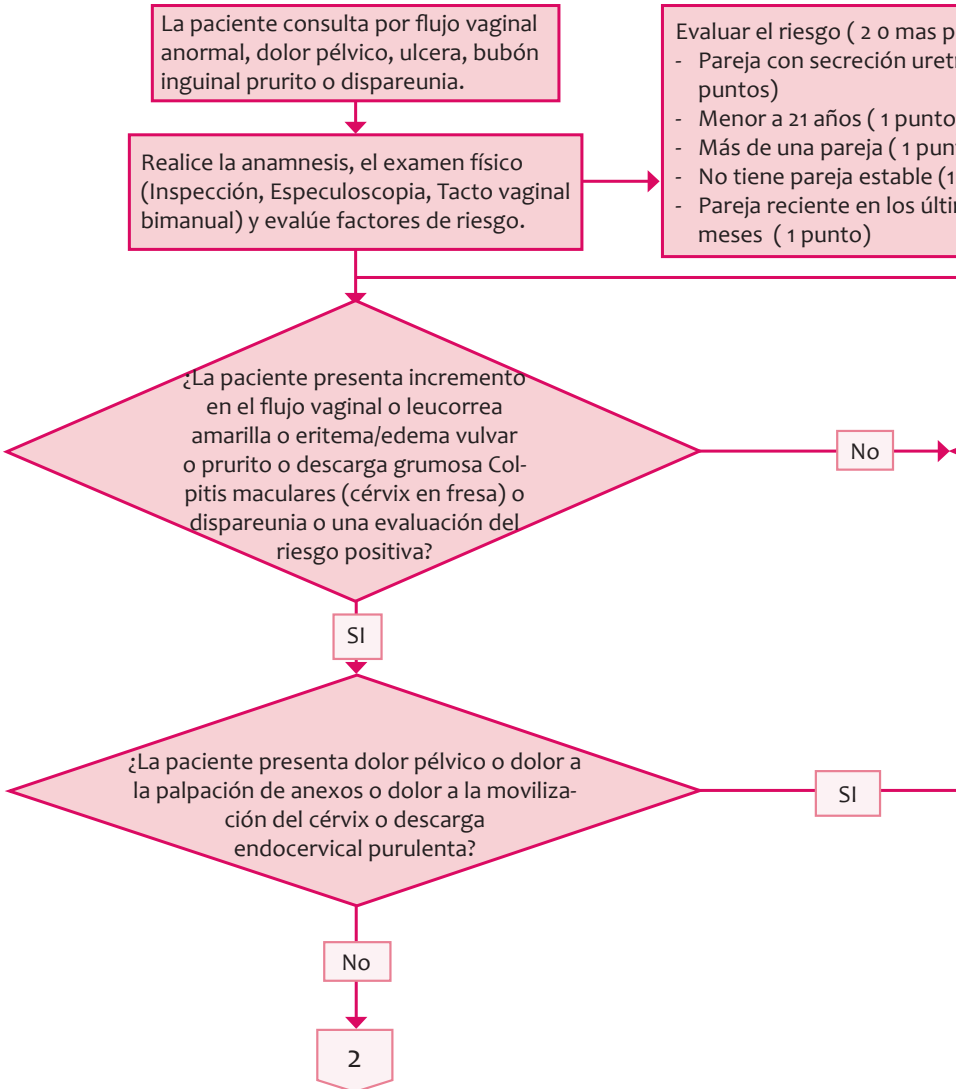 La paciente consulta por flujo vaginal
anormal, dolor pélvico, ulcera, bubón
inguinal prurito o dispareunia.
Evaluar el riesgo ( 2 0 mas
- Pareja con secreción
puntos)
- Menor a 21 años ( 1 punto
- Más de una pareja ( 1
- No tiene pareja estable (1
- Pareja reciente en los
meses ( 1 punto)
Realice la anamnesis, el examen físico
(Inspección, Especuloscopia, Tacto vaginal
bimanual) y evalúe factores de riesgo.
¿La paciente presenta incremento
en el flujo vaginal o leucorrea
amarilla o eritema/edema vulvar
o prurito o descarga grumosa Col-
pitis maculares (cérvix en fresa) o
dispareunia o una evaluación del
riesgo positiva?
No
SI
¿La paciente presenta dolor pélvico o dolor a
la palpación de anexos o dolor a la moviliza-
ción del cérvix o descarga
endocervical purulenta?
SI
No
2